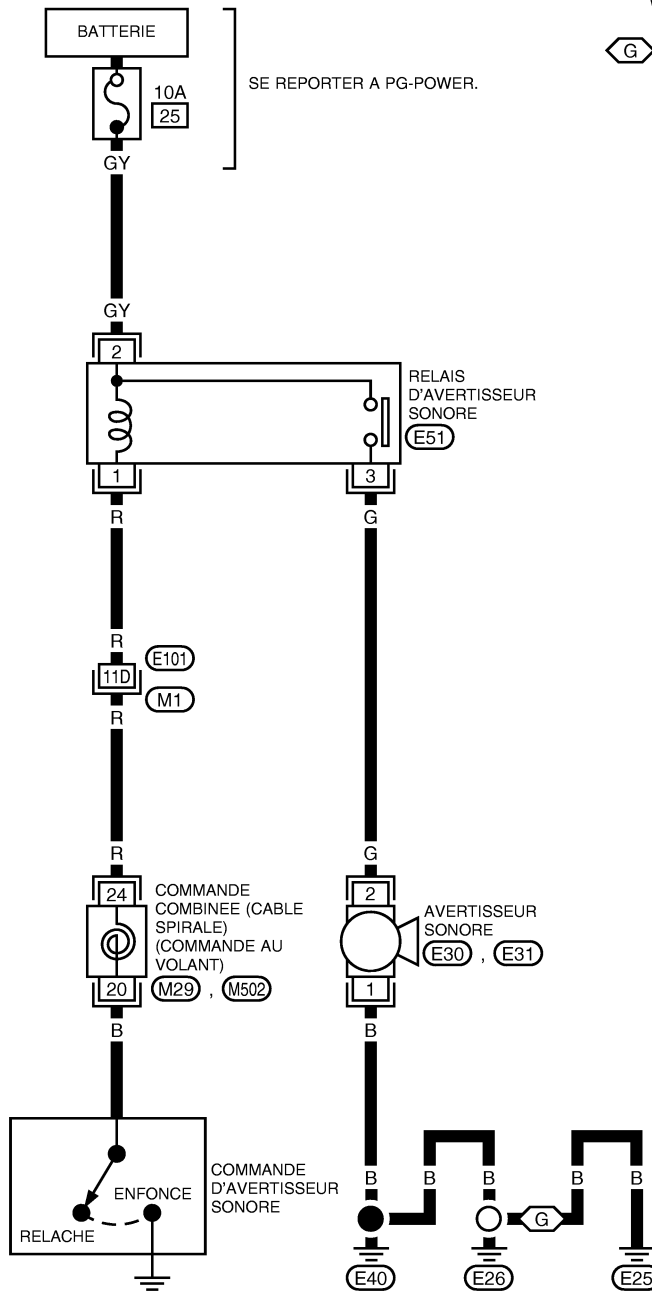 BATTERIE
G
10A
25
SE REPORTER A PG-POWER.
GY
GY
2
RELAIS
D'AVERTISSEUR
SONORE
E51
1
3
R
G
R
E101
11D
M1
R
R
G
24
COMMANDE
COMBINEE (CABLE
SPIRALE)
(COMMANDE AU
VOLANT)
20
M29 , M502
2
AVERTISSEUR
SONORE
E30 , E31
1
B
B
COMMANDE
D'AVERTISSEUR
SONORE
ENFONCE
RELACHE
B
B
B
B
B
G
E40
E26
E25